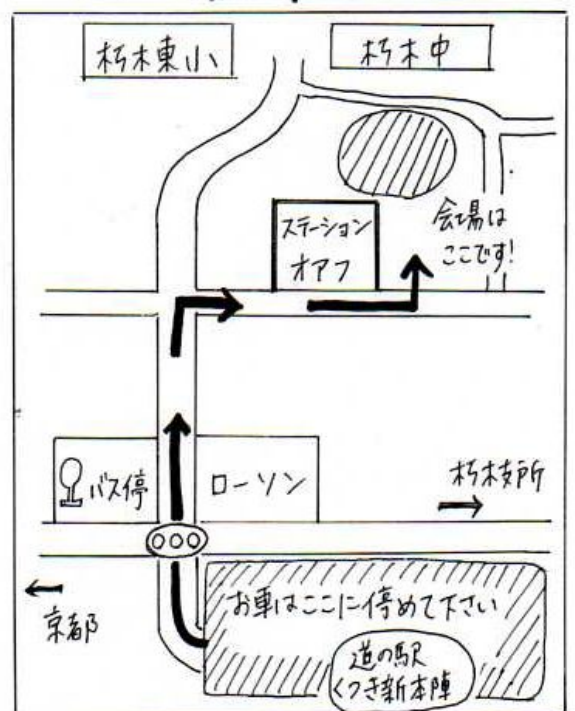 朽木東小
朽木中
会場は
ここです!
ステーション
オアフ
バス停
ローソン
朽木支所
京都
お車はここに停めて下さい
道の駅
くつき新本陣